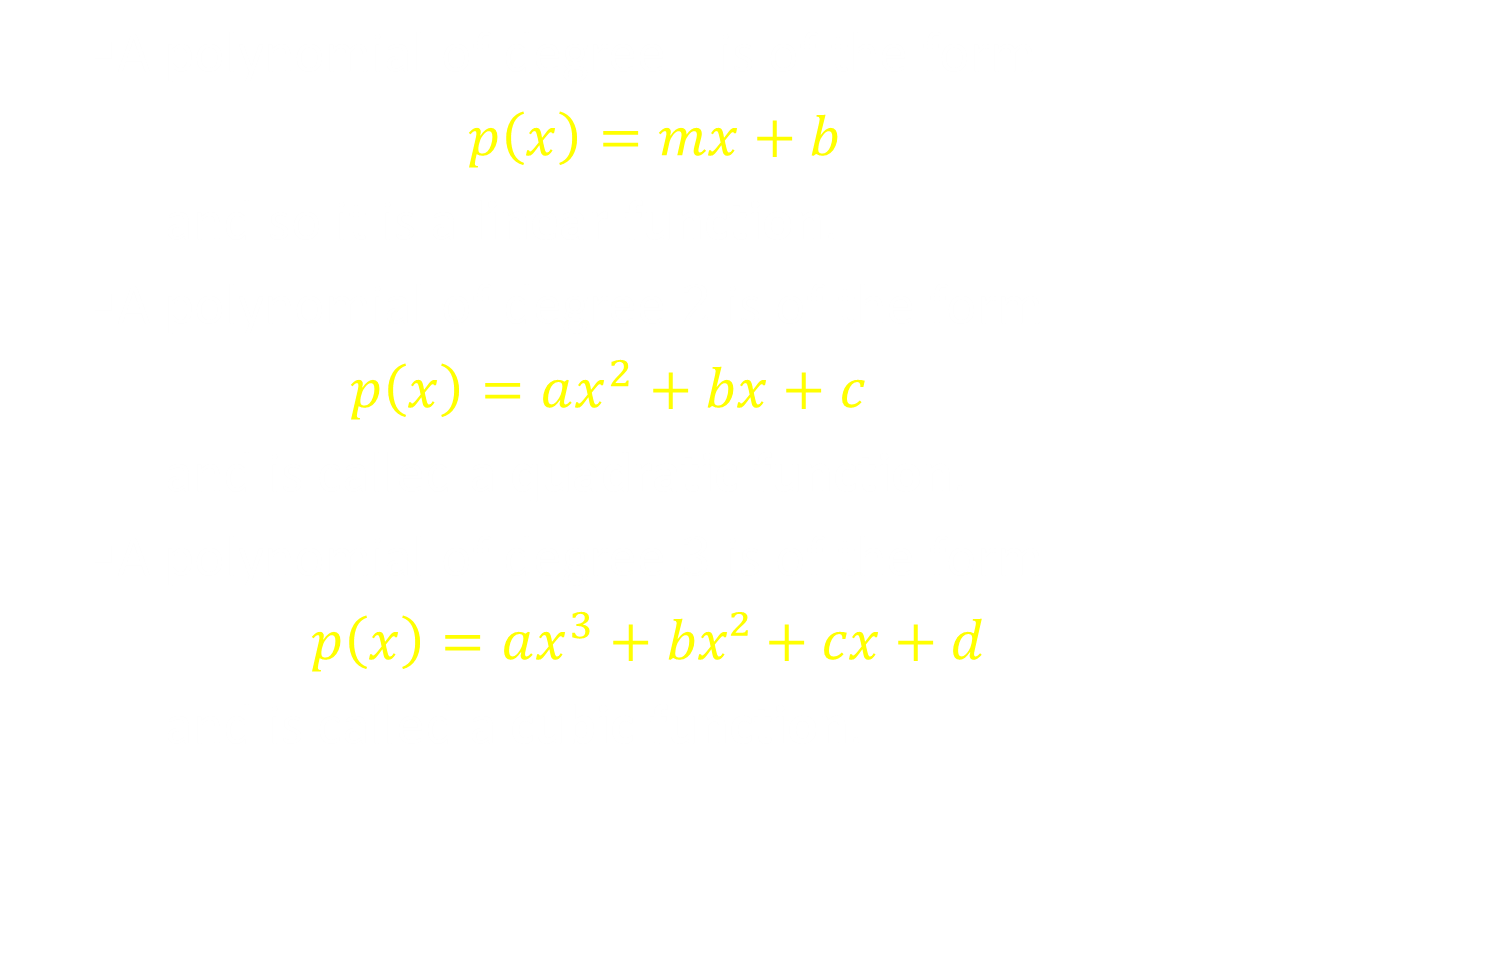 p(x) = mx + b
p(x) = ax² + bx + c
p(x) = ax³ + bx² + cx + d